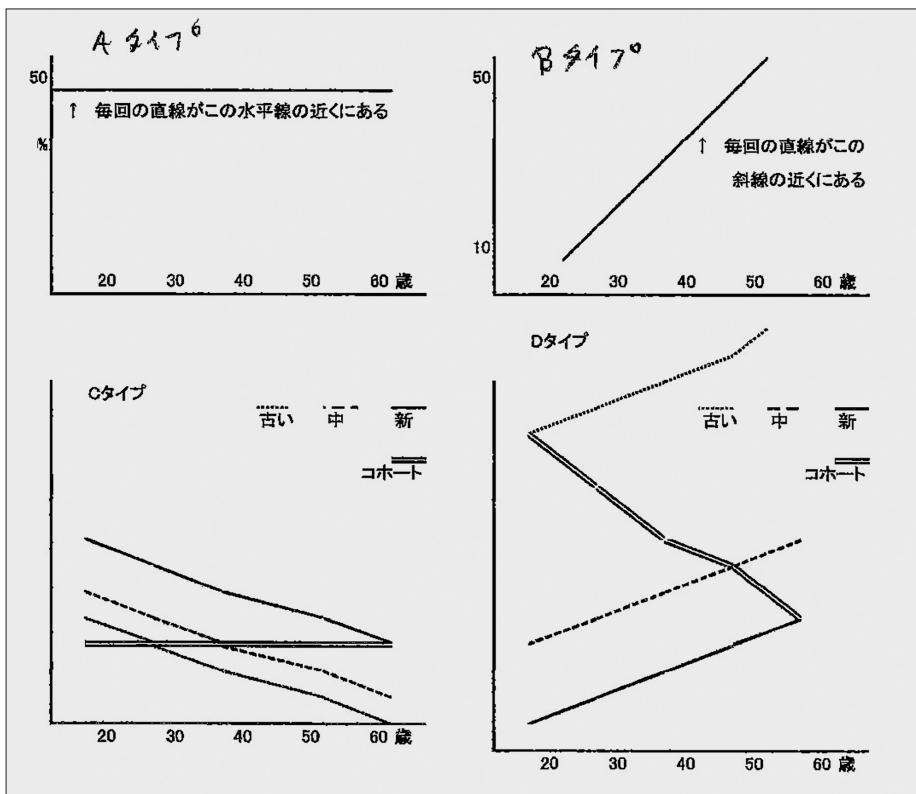 Aタイプ
50
↑ 毎回の直線がこの水平線の近くにある
%
20 30 40 50 60 歳
Bタイプ
50
↑ 毎回の直線がこの
斜線の近くにある
10
20 30 40 50 60 歳
Cタイプ
古い 中 新
コホート
20 30 40 50 60 歳
Dタイプ
古い 中 新
コホート
20 30 40 50 60 歳